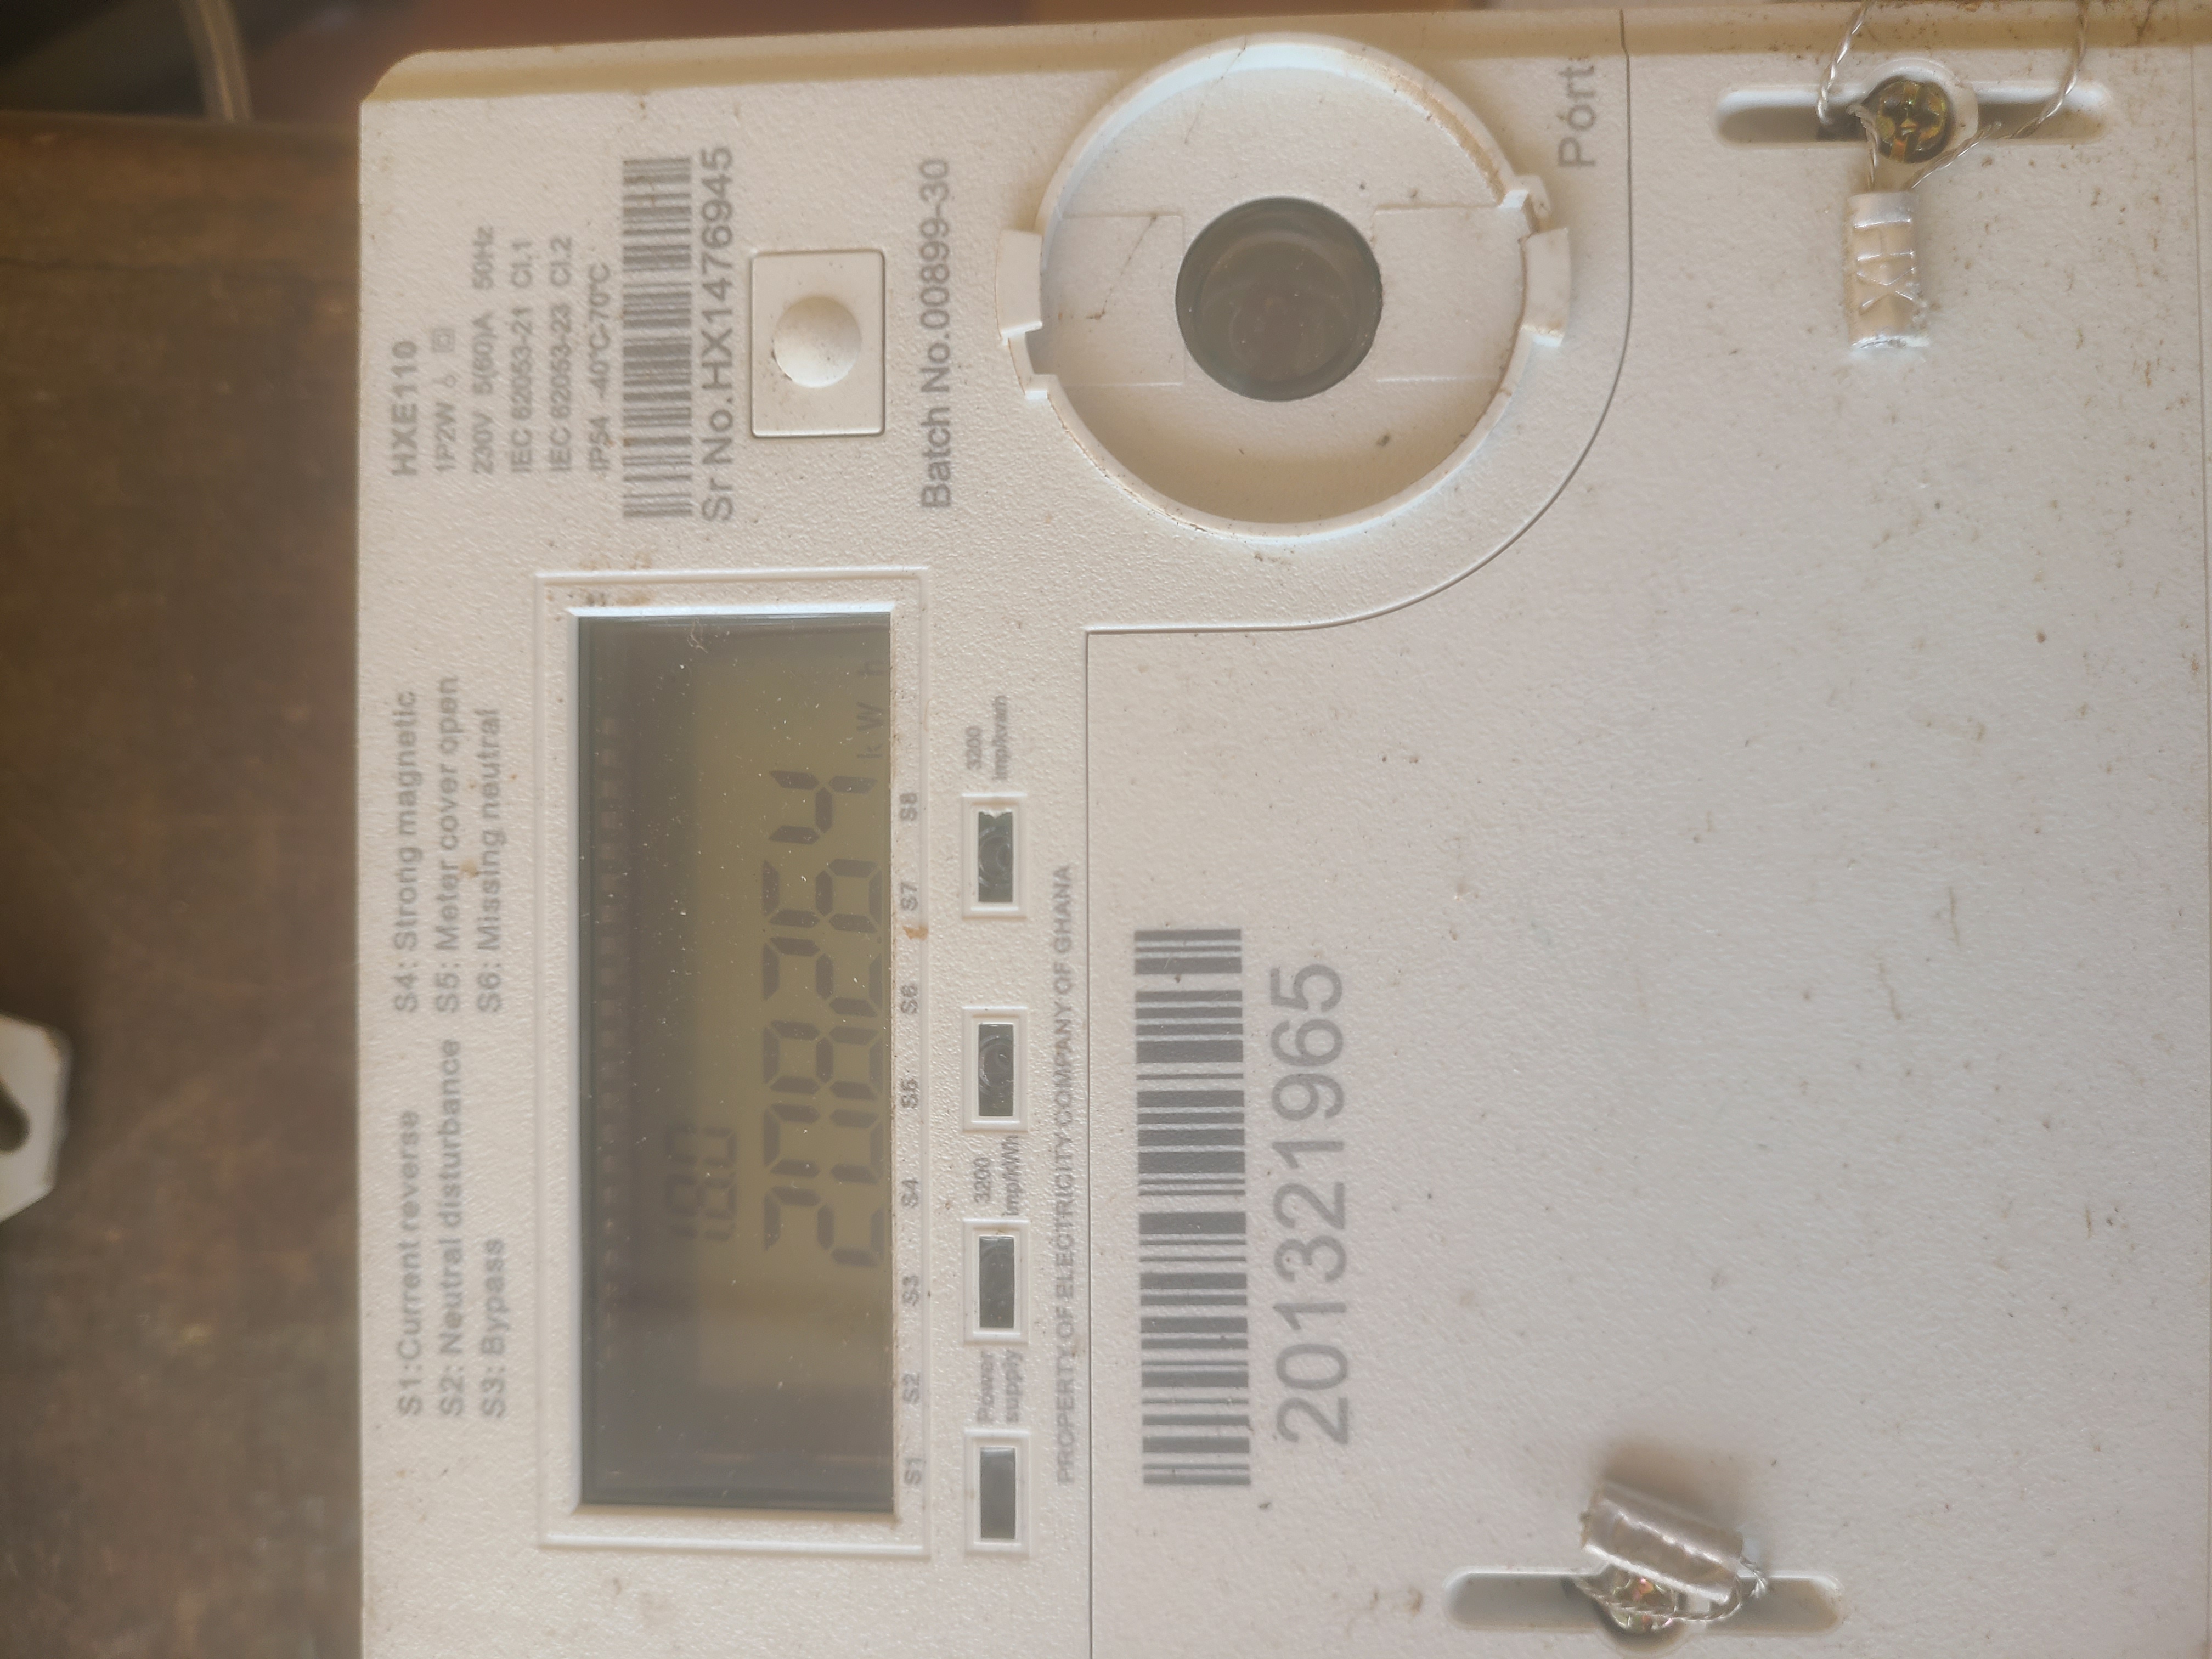 S1:Current reverse
S2: Neutral disturbance
S3: Bypass
S4: Strong magnetic
S5: Meter cover open
S6: Missing neutral
HXE110
1P2W
230V 5(60)A 50Hz
IEC 62053-21 Cl.1
IEC 62053-23 Cl.2
IP54 -40°C-70°C
Sr No.HX1476945
1.8.0
2082.64
kWh
S1 S2 S3 S4 S5 S6 S7 S8
Batch No.00899-30
Power supply
3200 imp/kWh
3200 imp/kvarh
PROPERTY OF ELECTRICITY COMPANY OF GHANA
201321965
HX